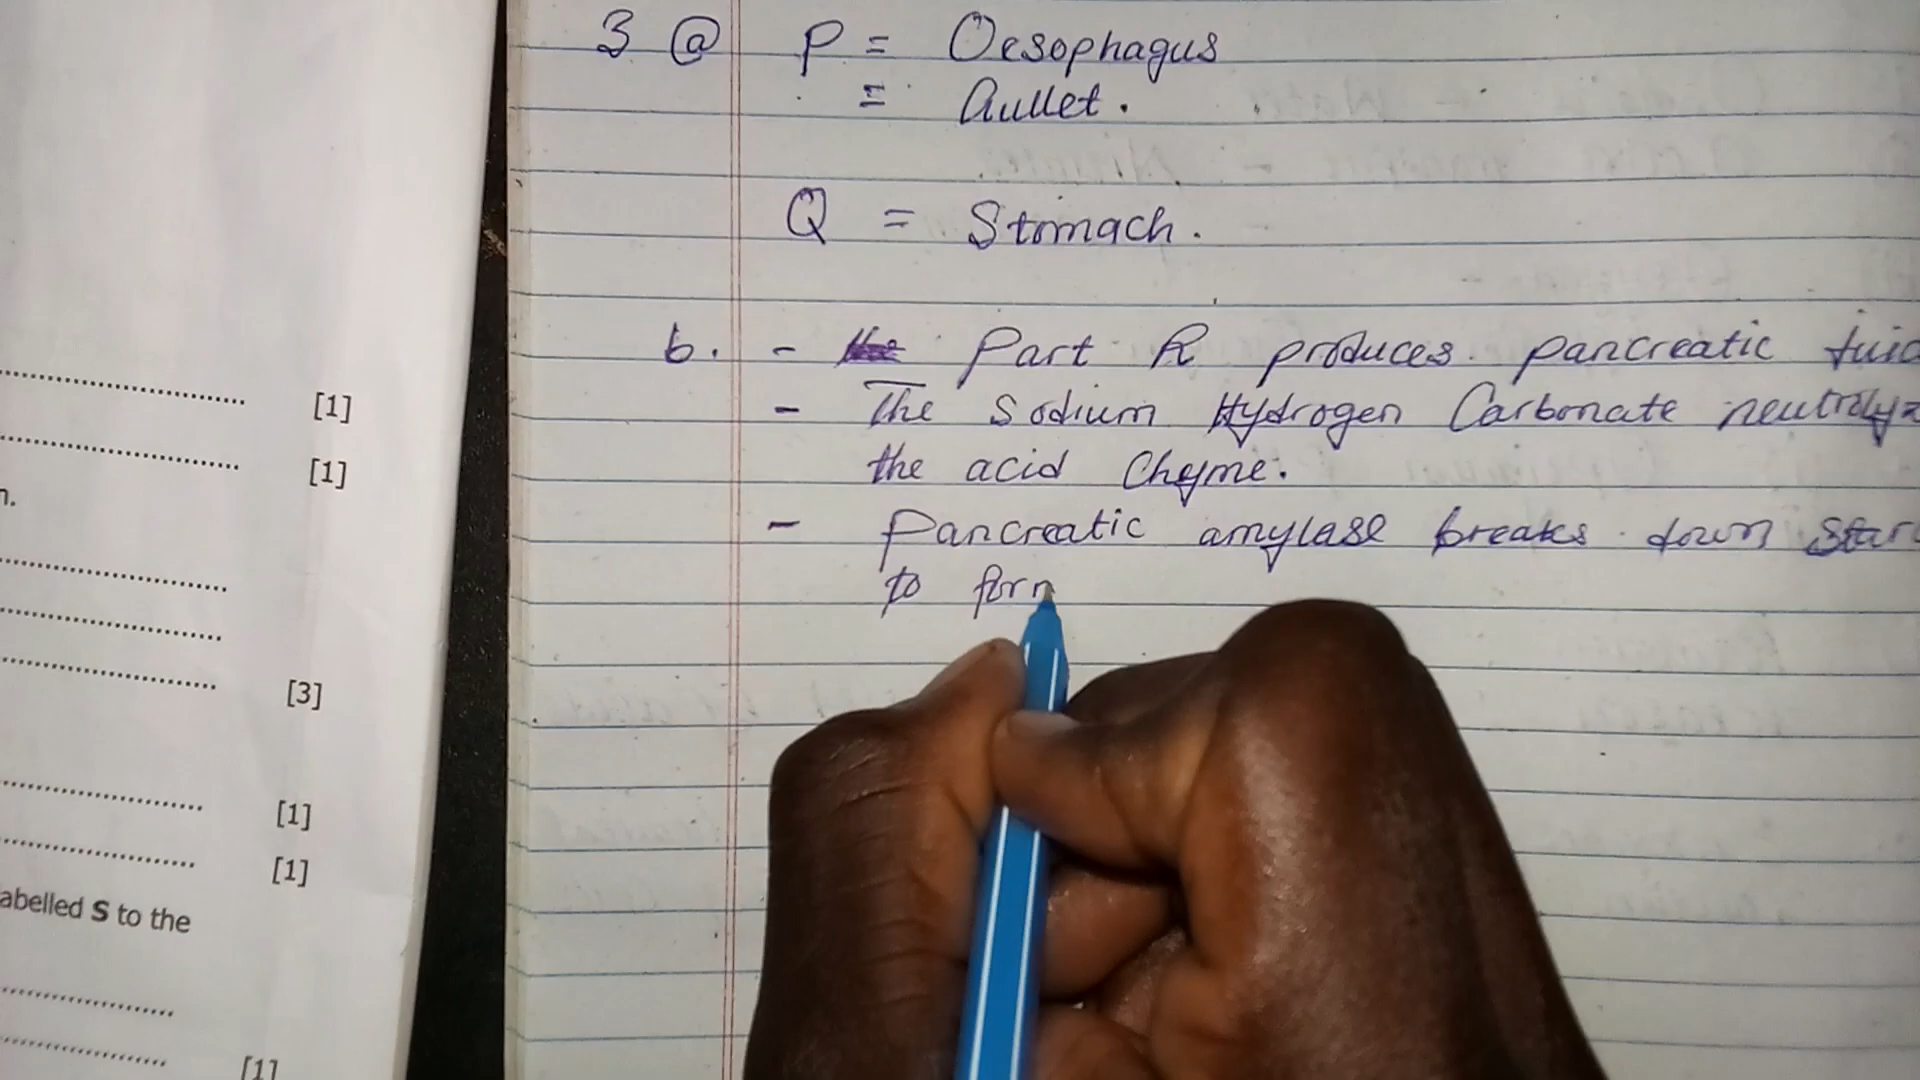 3 (a) P = Oesophagus
= Gullet.
Q = Stomach.
b. - Part R produces pancreatic
- The Sodium Hydrogen Carbonate
the acid Chyme.
- Pancreatic amylase breaks down
to form
[1]
[1]
n.
[3]
[1]
[1]
abelled S to the
[1]